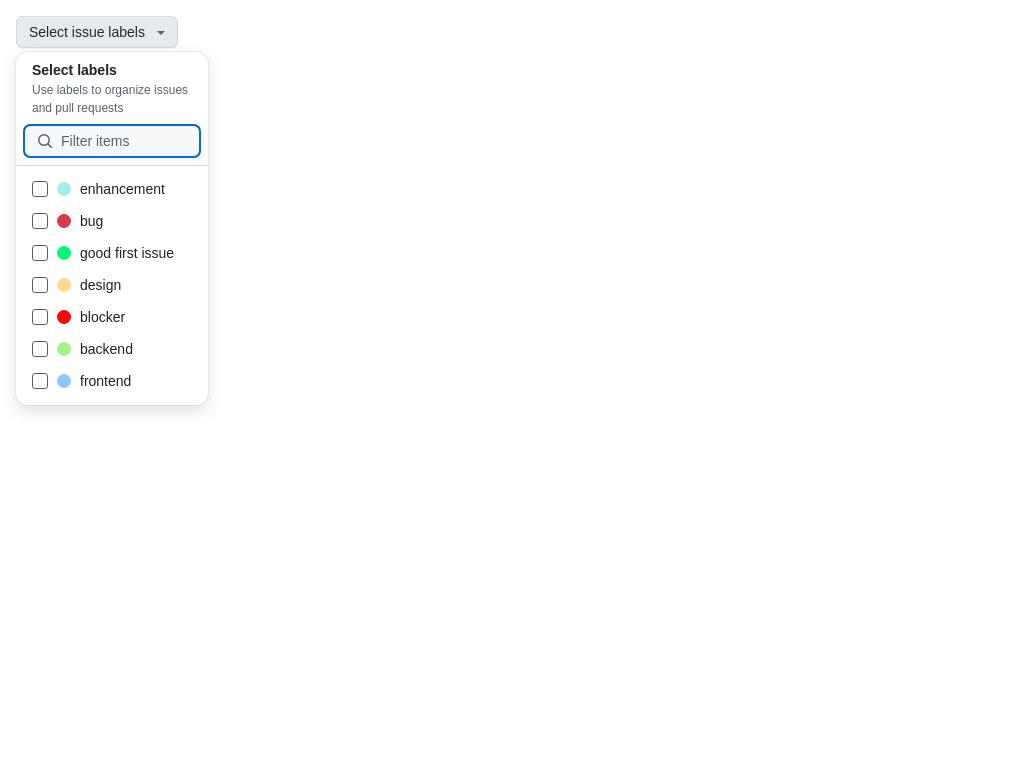 Select issue labels
Select labels
Use labels to organize issues
and pull requests
Filter items
enhancement
bug
good first issue
design
blocker
backend
frontend